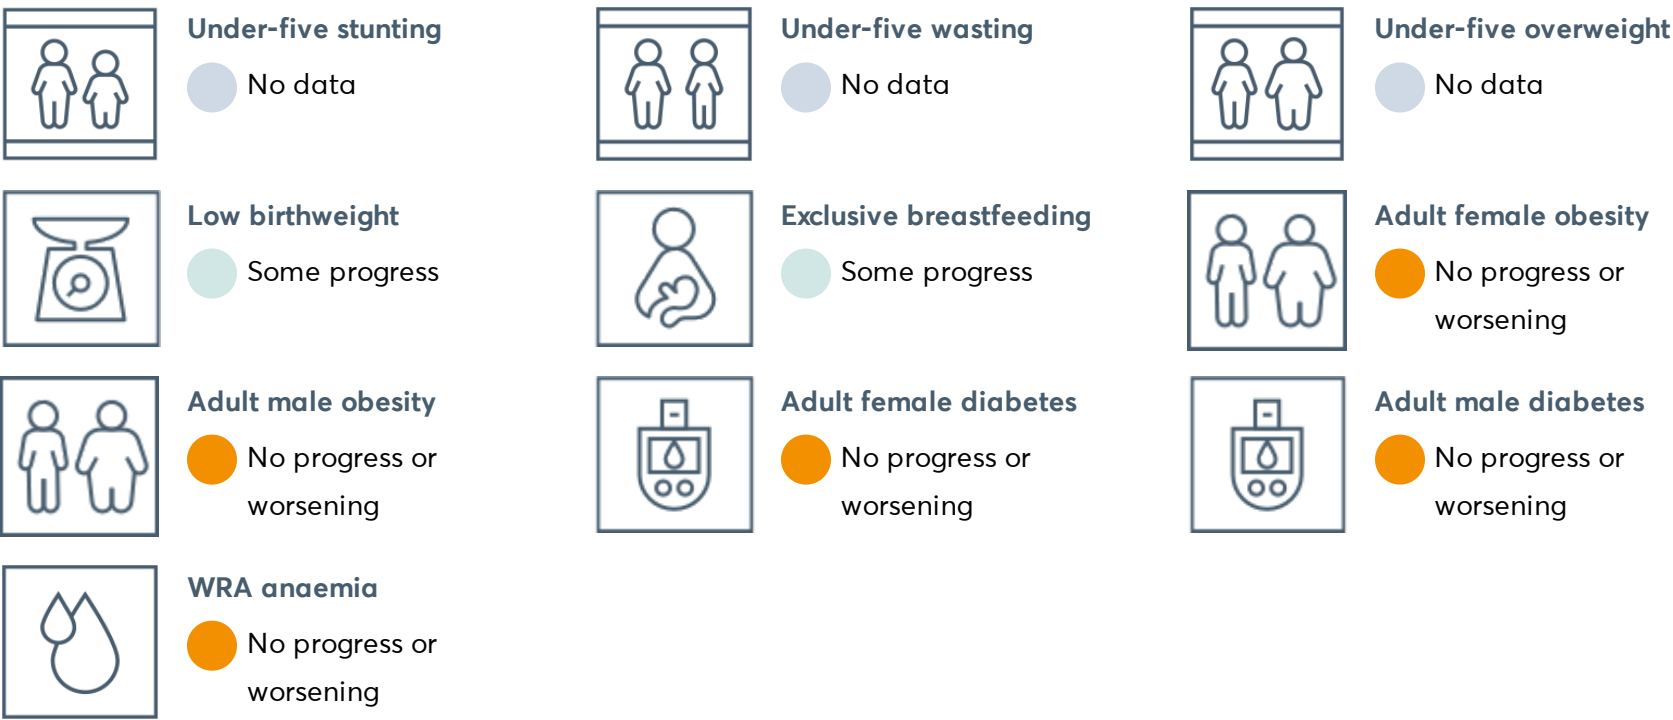 Under-five stunting
No data
Under-five wasting
No data
Under-five overweight
No data
Low birthweight
Some progress
Exclusive breastfeeding
Some progress
Adult female obesity
No progress or
worsening
Adult male obesity
No progress or
worsening
Adult female diabetes
No progress or
worsening
Adult male diabetes
No progress or
worsening
WRA anaemia
No progress or
worsening